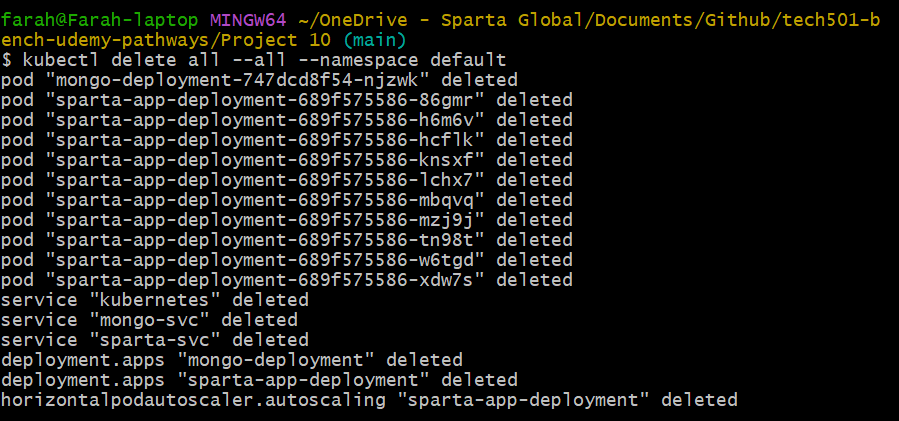 farah@Farah-laptop MINGW64 ~/OneDrive - Sparta Global/Documents/Github/tech501-b
ench-udemy-pathways/Project 10 (main)
$ kubectl delete all --all --namespace default
pod "mongo-deployment-747dcd8f54-njzwk" deleted
pod "sparta-app-deployment-689f575586-86gmr" deleted
pod "sparta-app-deployment-689f575586-h6m6v" deleted
pod "sparta-app-deployment-689f575586-hcflk" deleted
pod "sparta-app-deployment-689f575586-knsxf" deleted
pod "sparta-app-deployment-689f575586-lchx7" deleted
pod "sparta-app-deployment-689f575586-mbqvq" deleted
pod "sparta-app-deployment-689f575586-mzj9j" deleted
pod "sparta-app-deployment-689f575586-tn98t" deleted
pod "sparta-app-deployment-689f575586-w6tgd" deleted
pod "sparta-app-deployment-689f575586-xdw7s" deleted
service "kubernetes" deleted
service "mongo-svc" deleted
service "sparta-svc" deleted
deployment.apps "mongo-deployment" deleted
deployment.apps "sparta-app-deployment" deleted
horizontalpodautoscaler.autoscaling "sparta-app-deployment" deleted